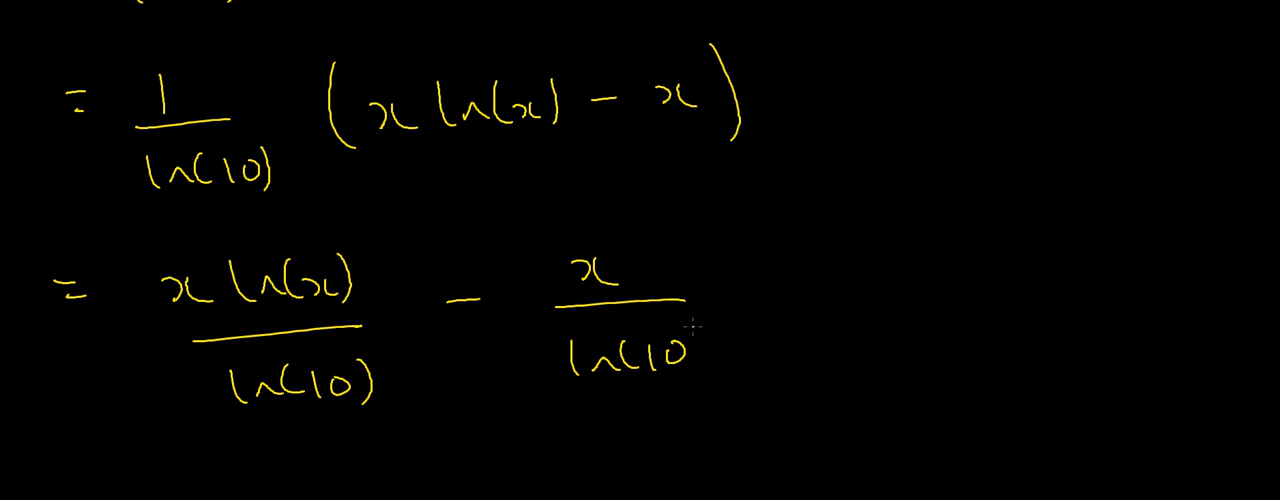 = 1/ln(10) (x ln(x) - x)
= x ln(x)/ln(10) - x/ln(10